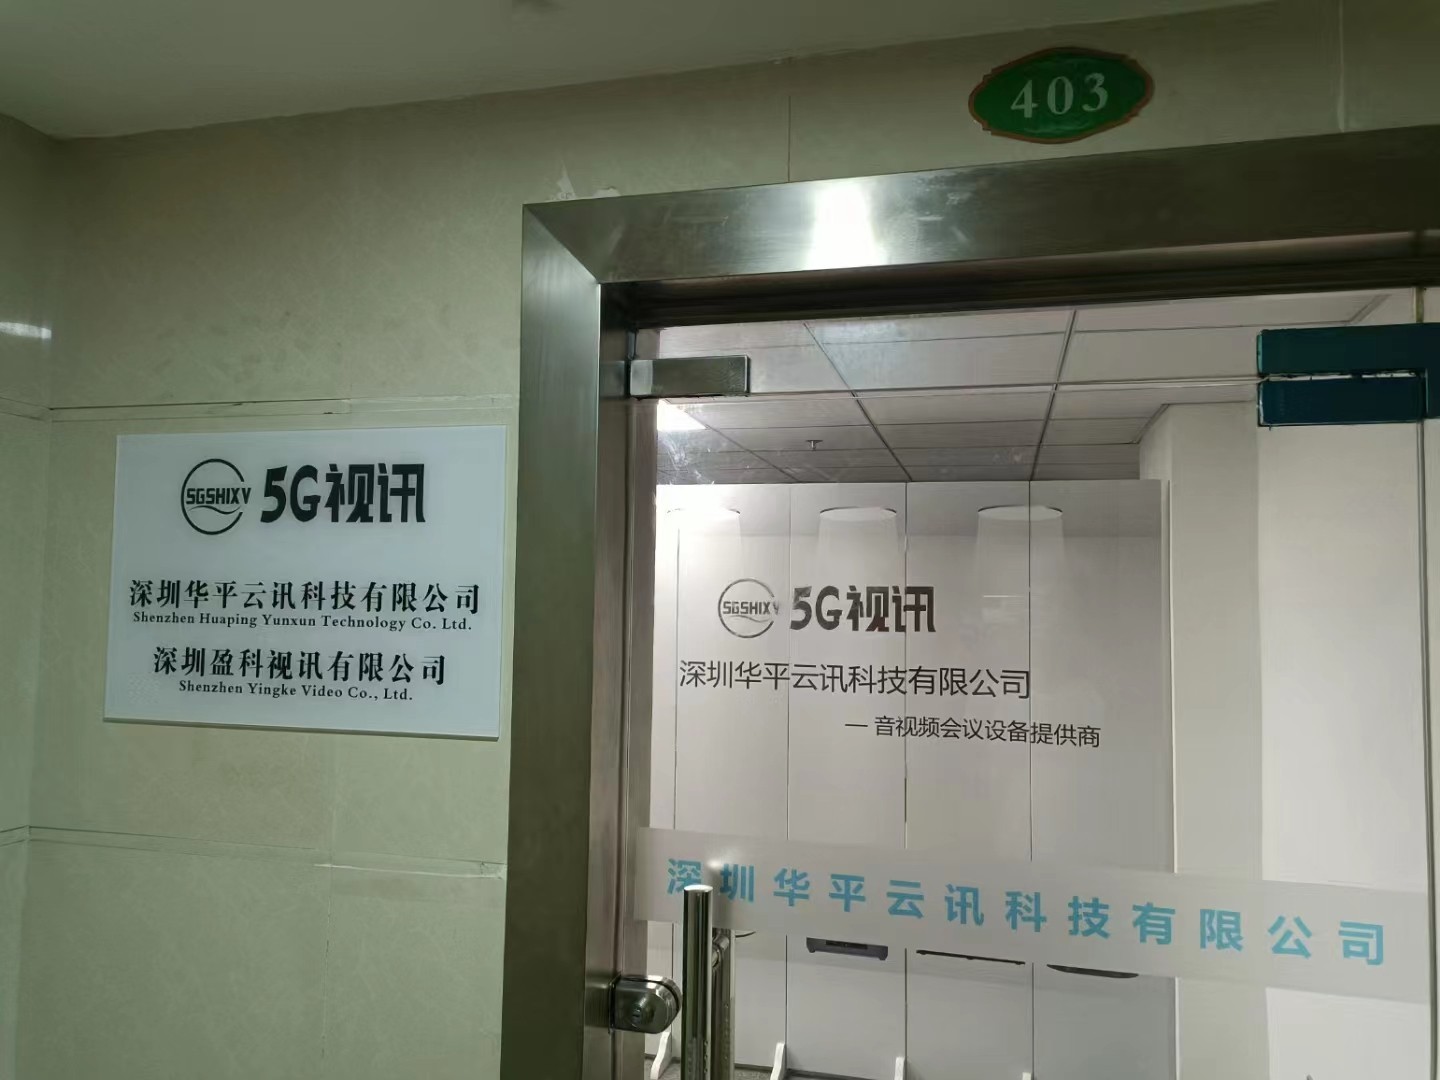 403
SGSHIXV 5G视讯
深圳华平云讯科技有限公司
Shenzhen Huaping Yunxun Technology Co. Ltd.
深圳盈科视讯有限公司
Shenzhen Yingke Video Co., Ltd.
SGSHIXV 5G视讯
深圳华平云讯科技有限公司
— 音视频会议设备提供商
深圳华平云讯科技有限公司